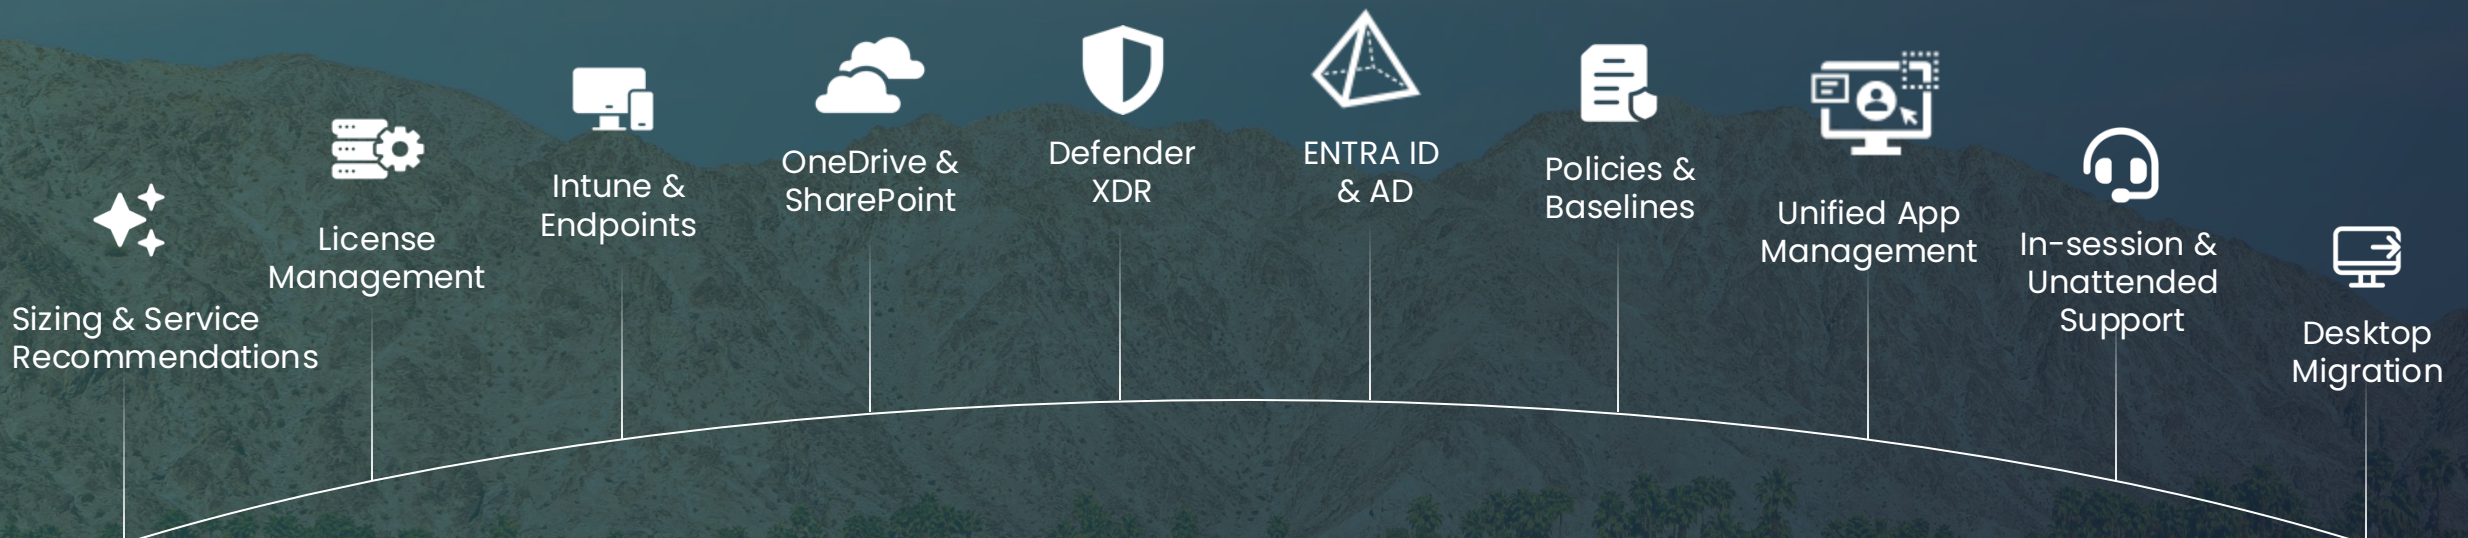 Sizing & Service
Recommendations
License
Management
Intune &
Endpoints
OneDrive &
SharePoint
Defender
XDR
ENTRA ID
& AD
Policies &
Baselines
Unified App
Management
In-session &
Unattended
Support
Desktop
Migration